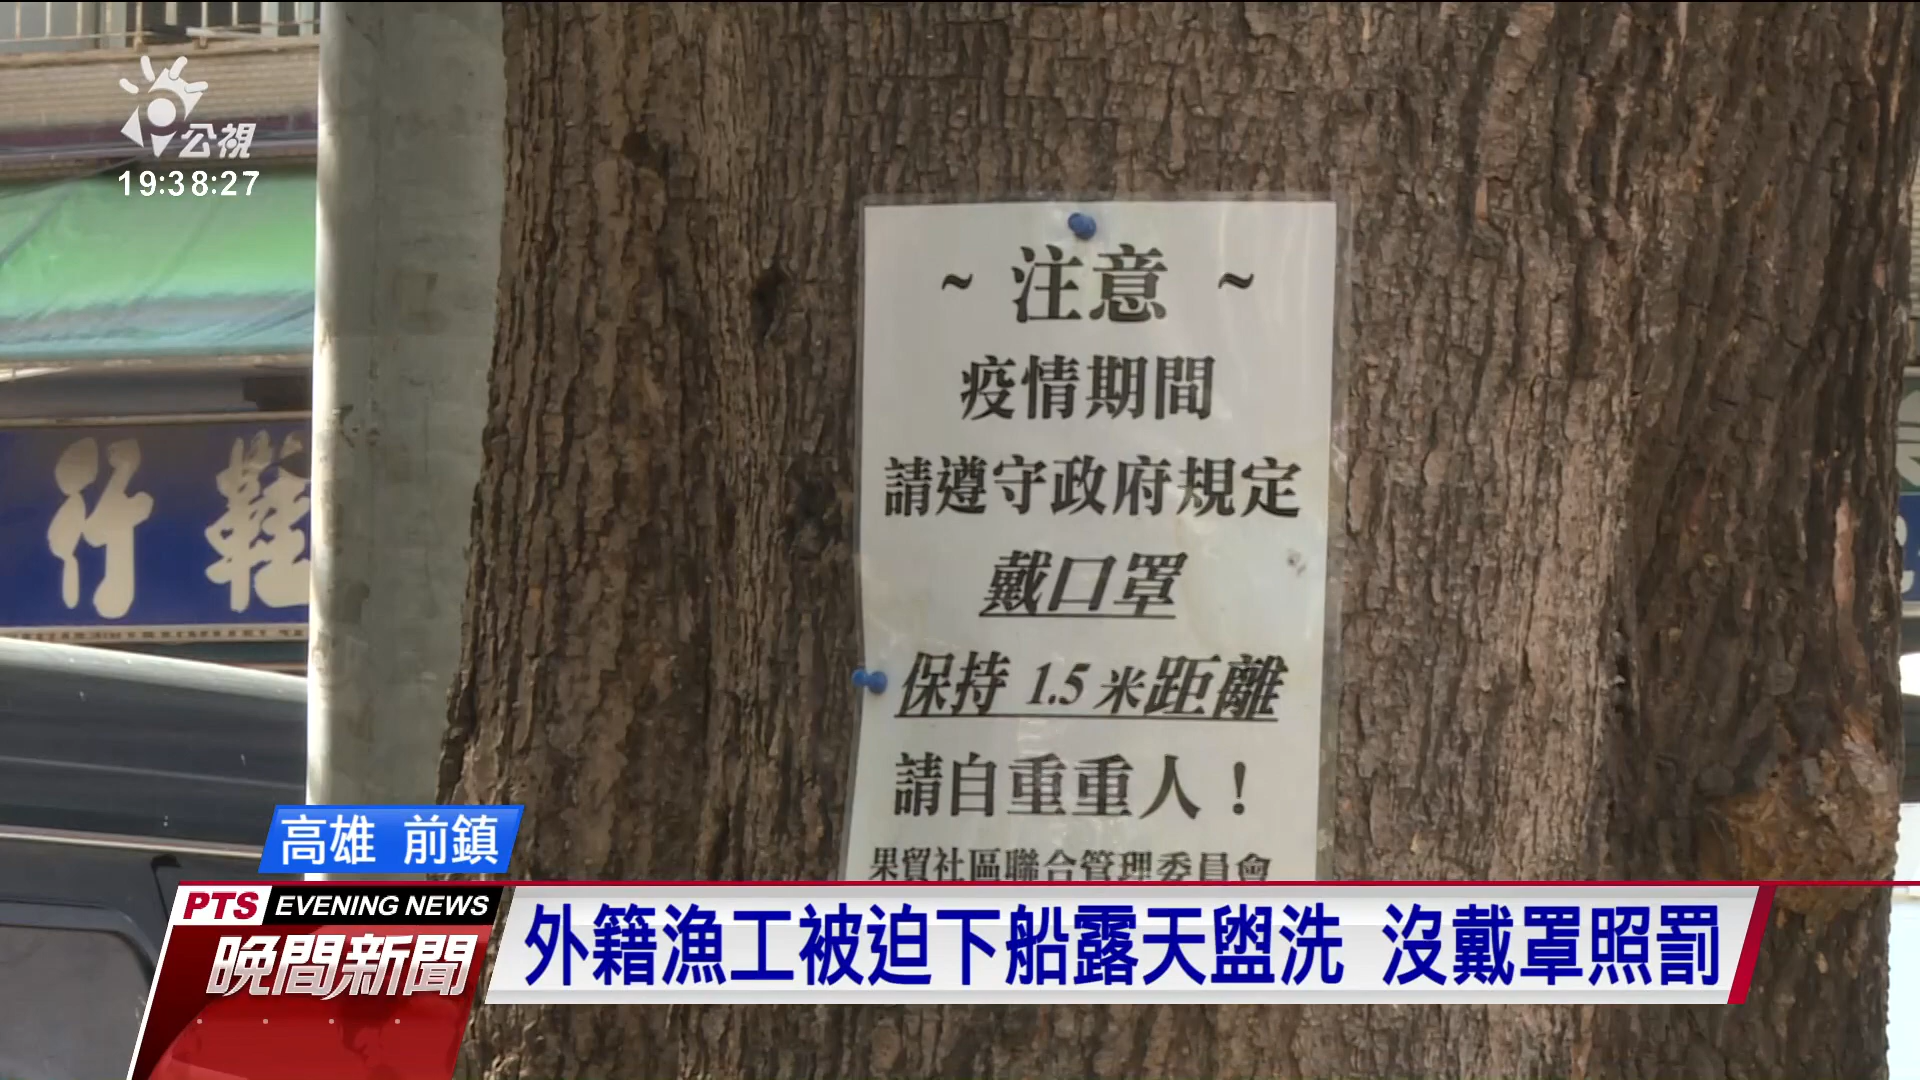 公視
19:38:27
行 鞋
~ 注意 ~
疫情期間
請遵守政府規定
戴口罩
保持 1.5 米距離
請自重重人！
果貿社區聯合管理委員會
高雄 前鎮
PTS EVENING NEWS
晚間新聞
外籍漁工被迫下船露天盥洗 沒戴罩照罰